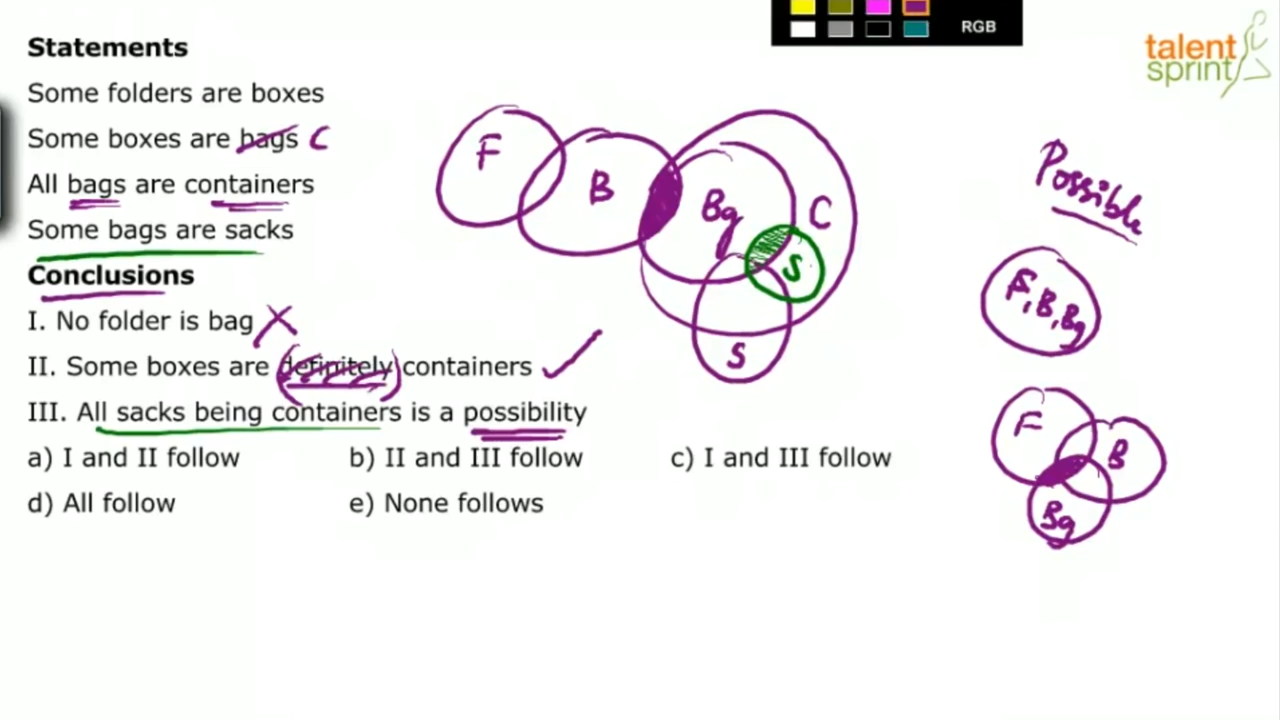 RGB
talent
sprint
Statements
Some folders are boxes
Some boxes are bags C
All bags are containers
Some bags are sacks
Conclusions
I. No folder is bag
II. Some boxes are (definitely) containers
III. All sacks being containers is a possibility
a) I and II follow b) II and III follow c) I and III follow
d) All follow e) None follows
F B Bg C S
S
Possible
F, B, Bg
F B
Bg